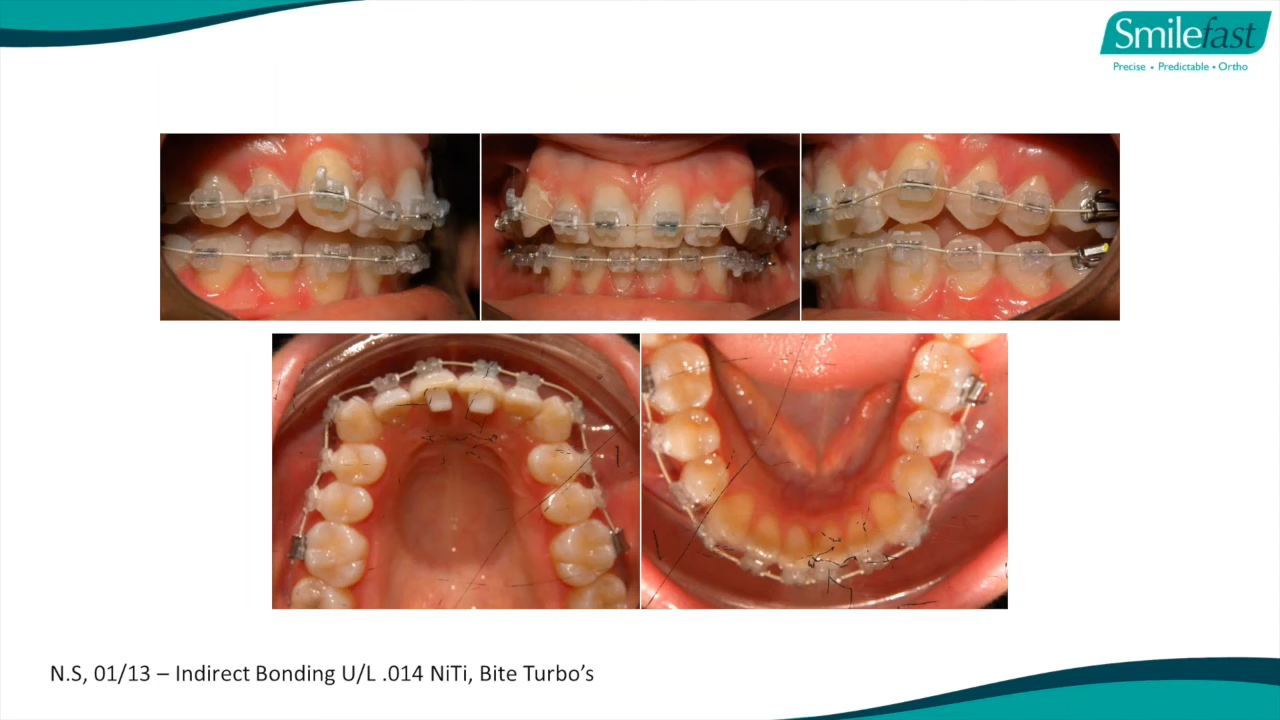 Smilefast
Precise • Predictable • Ortho
N.S, 01/13 – Indirect Bonding U/L .014 NiTi, Bite Turbo’s